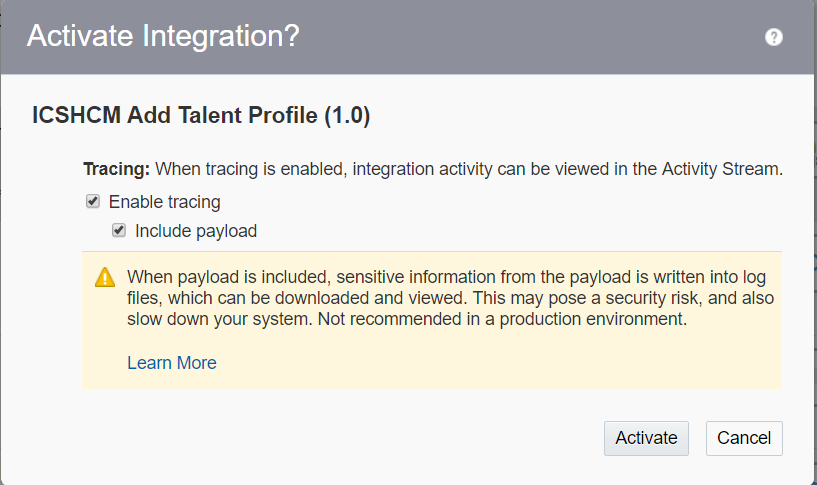 Activate Integration?
?
ICSHCM Add Talent Profile (1.0)
Tracing: When tracing is enabled, integration activity can be viewed in the Activity Stream.
Enable tracing
Include payload
When payload is included, sensitive information from the payload is written into log
files, which can be downloaded and viewed. This may pose a security risk, and also
slow down your system. Not recommended in a production environment.
Learn More
Activate Cancel